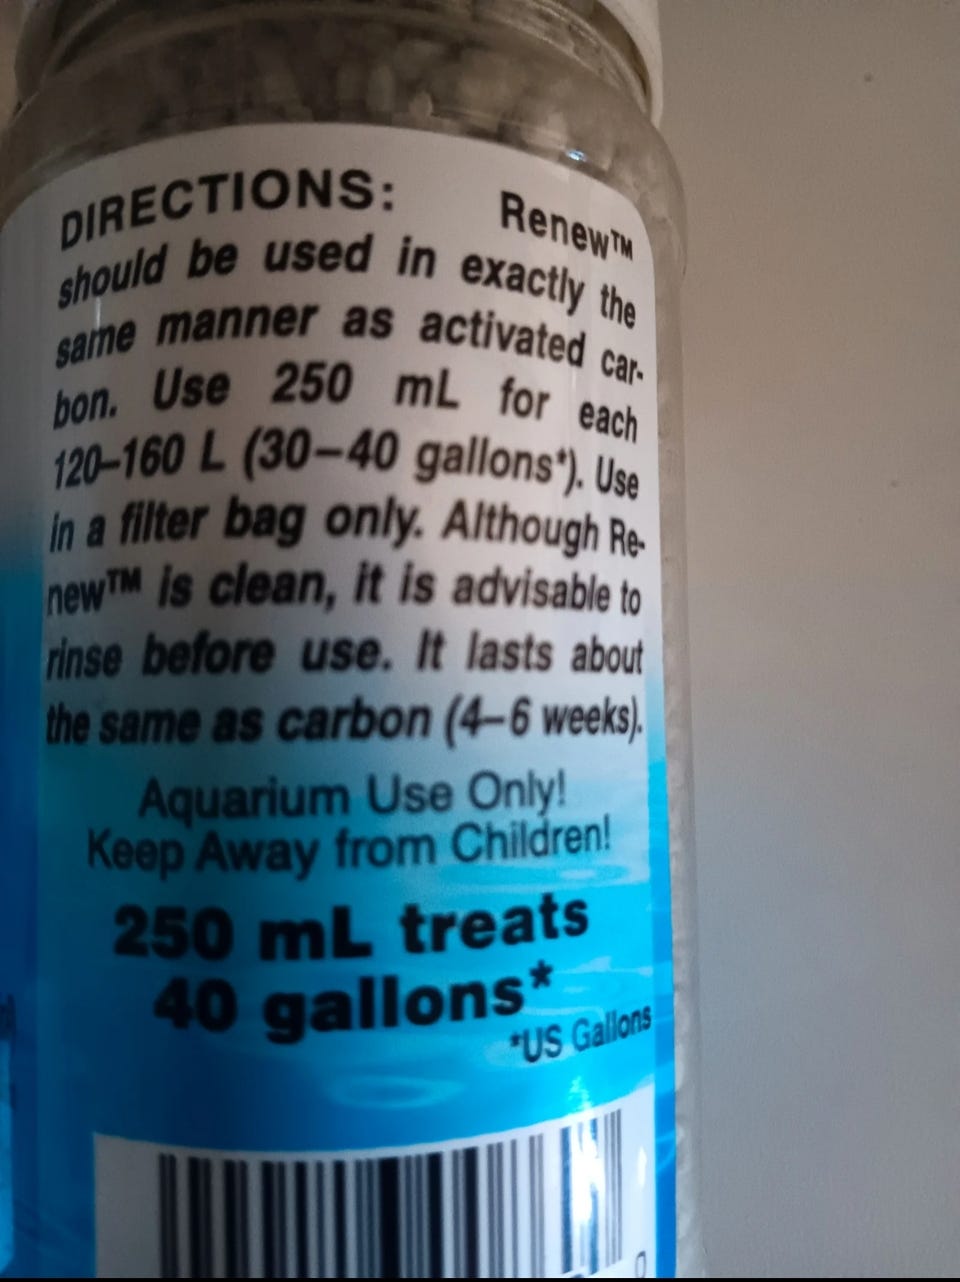 DIRECTIONS: Renew™
should be used in exactly the
same manner as activated car-
bon. Use 250 mL for each
120–160 L (30–40 gallons*). Use
in a filter bag only. Although Re-
new™ is clean, it is advisable to
rinse before use. It lasts about
the same as carbon (4–6 weeks).
Aquarium Use Only!
Keep Away from Children!
250 mL treats
40 gallons*
*US Gallons